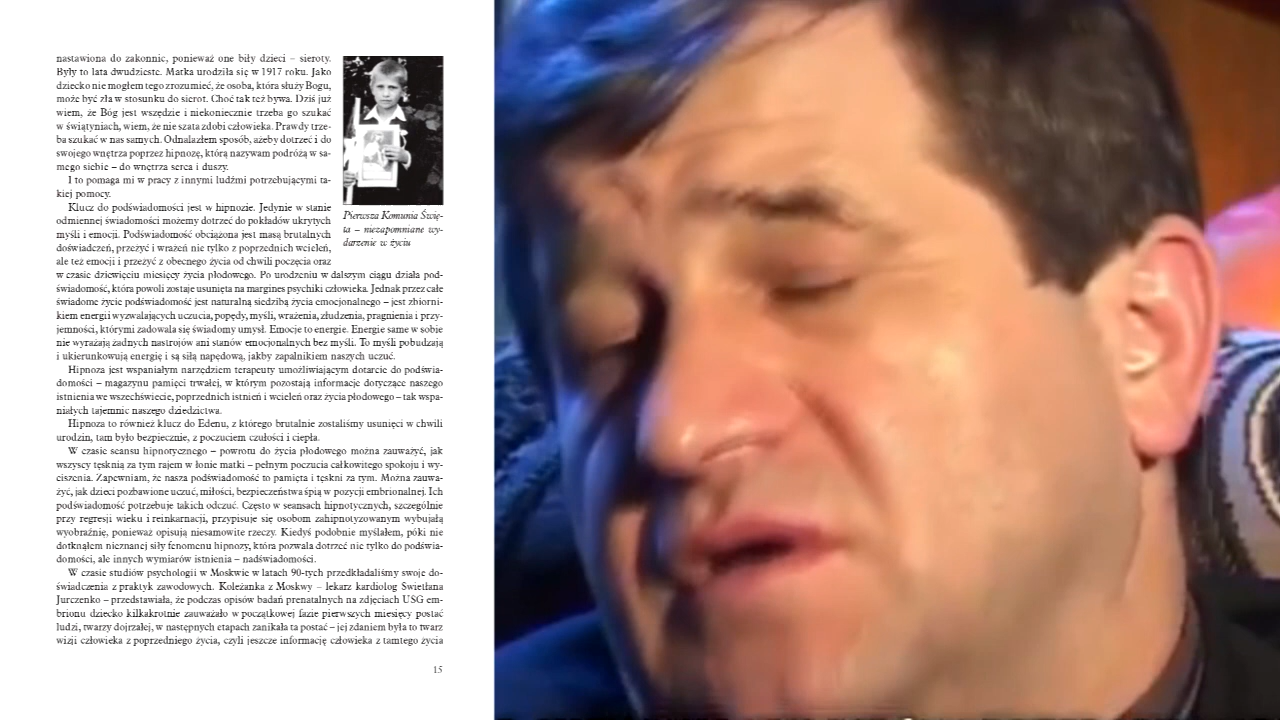 nastawiona do zakonnic, ponieważ one biły dzieci – sieroty.
Były to lata dwudzieste. Matka urodziła się w 1917 roku. Jako
dziecko nie mogłem tego zrozumieć, że osoba, która służy Bogu,
może być zła w stosunku do sierot. Choć tak też bywa. Dziś już
wiem, że Bóg jest wszędzie i niekoniecznie trzeba go szukać
w świątyniach, wiem, że nie szata zdobi człowieka. Prawdy trze-
ba szukać w nas samych. Odnalazłem sposób, ażeby dotrzeć i do
swojego wnętrza poprzez hipnozę, którą nazywam podróżą w sa-
mego siebie – do wnętrza serca i duszy.
I to pomaga mi w pracy z innymi ludźmi potrzebującymi ta-
kiej pomocy.
Klucz do podświadomości jest w hipnozie. Jedynie w stanie
odmiennej świadomości możemy dotrzeć do pokładów ukrytych
myśli i emocji. Podświadomość obciążona jest masą brutalnych
doświadczeń, przeżyć i wrażeń nie tylko z poprzednich wcieleń,
ale też emocji i przeżyć z obecnego życia od chwili poczęcia oraz
w czasie dziewięciu miesięcy życia płodowego. Po urodzeniu w dalszym ciągu działa pod-
świadomość, która powoli zostaje usunięta na margines psychiki człowieka. Jednak przez całe
świadome życie podświadomość jest naturalną siedzibą życia emocjonalnego – jest zbiorni-
kiem energii wyzwalających uczucia, popędy, myśli, wrażenia, złudzenia, pragnienia i przy-
jemności, którymi zadowala się świadomy umysł. Emocje to energie. Energie same w sobie
nie wyrażają żadnych nastrojów ani stanów emocjonalnych bez myśli. To myśli pobudzają
i ukierunkowują energię i są siłą napędową, jakby zapalnikiem naszych uczuć.
Hipnoza jest wspaniałym narzędziem terapeuty umożliwiającym dotarcie do podświa-
domości – magazynu pamięci trwałej, w którym pozostają informacje dotyczące naszego
istnienia we wszechświecie, poprzednich istnień i wcieleń oraz życia płodowego – tak wspa-
niałych tajemnic naszego dziedzictwa.
Hipnoza to również klucz do Edenu, z którego brutalnie zostaliśmy usunięci w chwili
urodzin, tam było bezpiecznie, z poczuciem czułości i ciepła.
W czasie seansu hipnotycznego – powrotu do życia płodowego można zauważyć, jak
wszyscy tęsknią za tym rajem w łonie matki – pełnym poczucia całkowitego spokoju i wy-
ciszenia. Zapewniam, że nasza podświadomość to pamięta i tęskni za tym. Można zauwa-
żyć, jak dzieci pozbawione uczuć, miłości, bezpieczeństwa śpią w pozycji embrionalnej. Ich
podświadomość potrzebuje takich odczuć. Często w seansach hipnotycznych, szczególnie
przy regresji wieku i reinkarnacji, przypisuje się osobom zahipnotyzowanym wybujałą
wyobraźnię, ponieważ opisują niesamowite rzeczy. Kiedyś podobnie myślałem, póki nie
dotknąłem nieznanej siły fenomenu hipnozy, która pozwala dotrzeć nie tylko do podświa-
domości, ale innych wymiarów istnienia – nadświadomości.
W czasie studiów psychologii w Moskwie w latach 90-tych przedkładaliśmy swoje do-
świadczenia z praktyk zawodowych. Koleżanka z Moskwy – lekarz kardiolog Swietłana
Jurczenko – przedstawiała, że podczas opisów badań prenatalnych na zdjęciach USG em-
brionu dziecko kilkakrotnie zauważało w początkowej fazie pierwszych miesięcy postać
ludzi, twarzy dojrzałej, w następnych etapach zanikała ta postać – jej zdaniem była to twarz
wizji człowieka z poprzedniego życia, czyli jeszcze informację człowieka z tamtego życia
Pierwsza Komunia Świę-
ta – niezapomniane wy-
darzenie w życiu
15